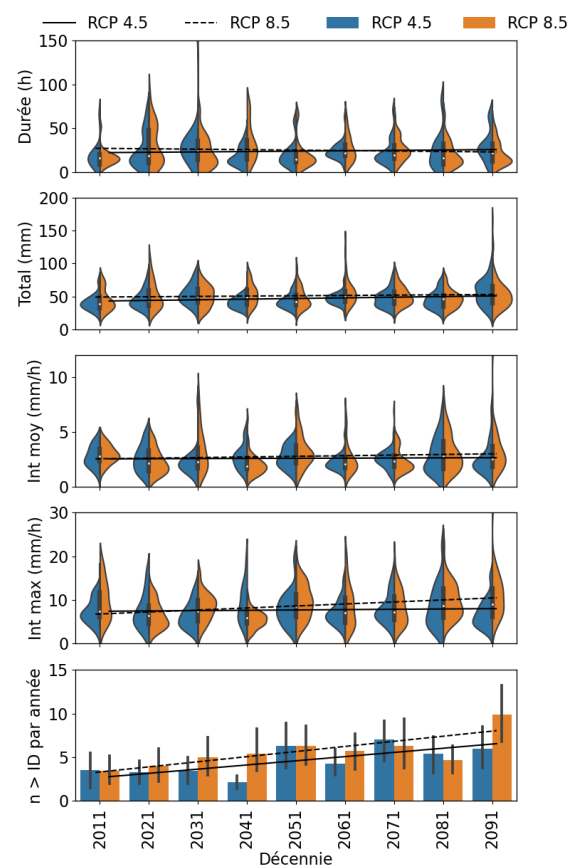 RCP 4.5 RCP 8.5 RCP 4.5 RCP 8.5
150
100
50
0
Durée (h)
200
150
100
50
0
Total (mm)
10
5
0
Int moy (mm/h)
30
20
10
0
Int max (mm/h)
15
10
5
0
n > ID par année
2011 2021 2031 2041 2051 2061 2071 2081 2091
Décennie